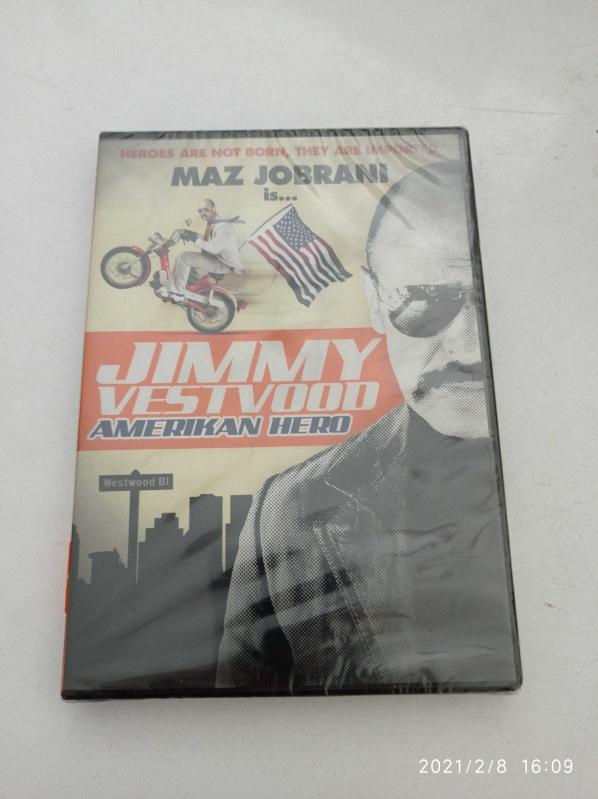 HEROES ARE NOT BORN, THEY ARE IMPORTED
MAZ JOBRANI
is...
JIMMY
VESTVOOD
AMERIKAN HERO
Westwood Bl
2021/2/8 16:09